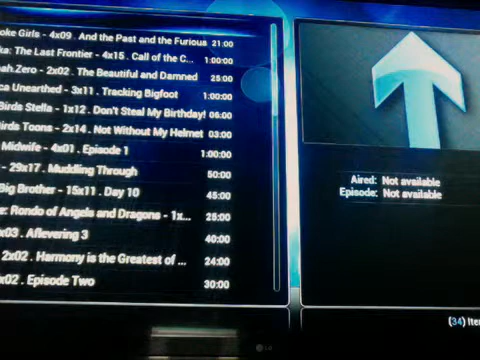 oke Girls - 4x09 . And the Past and the Furious 21:00
ka: The Last Frontier - 4x15 . Call of the C... 1:00:00
nah.Zero - 2x02 . The Beautiful and Damned 25:00
ca Unearthed - 3x11 . Tracking Bigfoot 1:00:00
Birds Stella - 1x12 . Don't Steal My Birthday! 06:00
Birds Toons - 2x14 . Not Without My Helmet 03:00
Midwife - 4x01 . Episode 1 1:00:00
- 29x17 . Muddling Through 50:00
Big Brother - 15x11 . Day 10 45:00
e: Rondo of Angels and Dragons - 1x... 25:00
x03 . Aflevering 3 40:00
2x02 . Harmony is the Greatest of ... 24:00
x02 . Episode Two 30:00
Aired: Not available
Episode: Not available
(34) Ite
LG